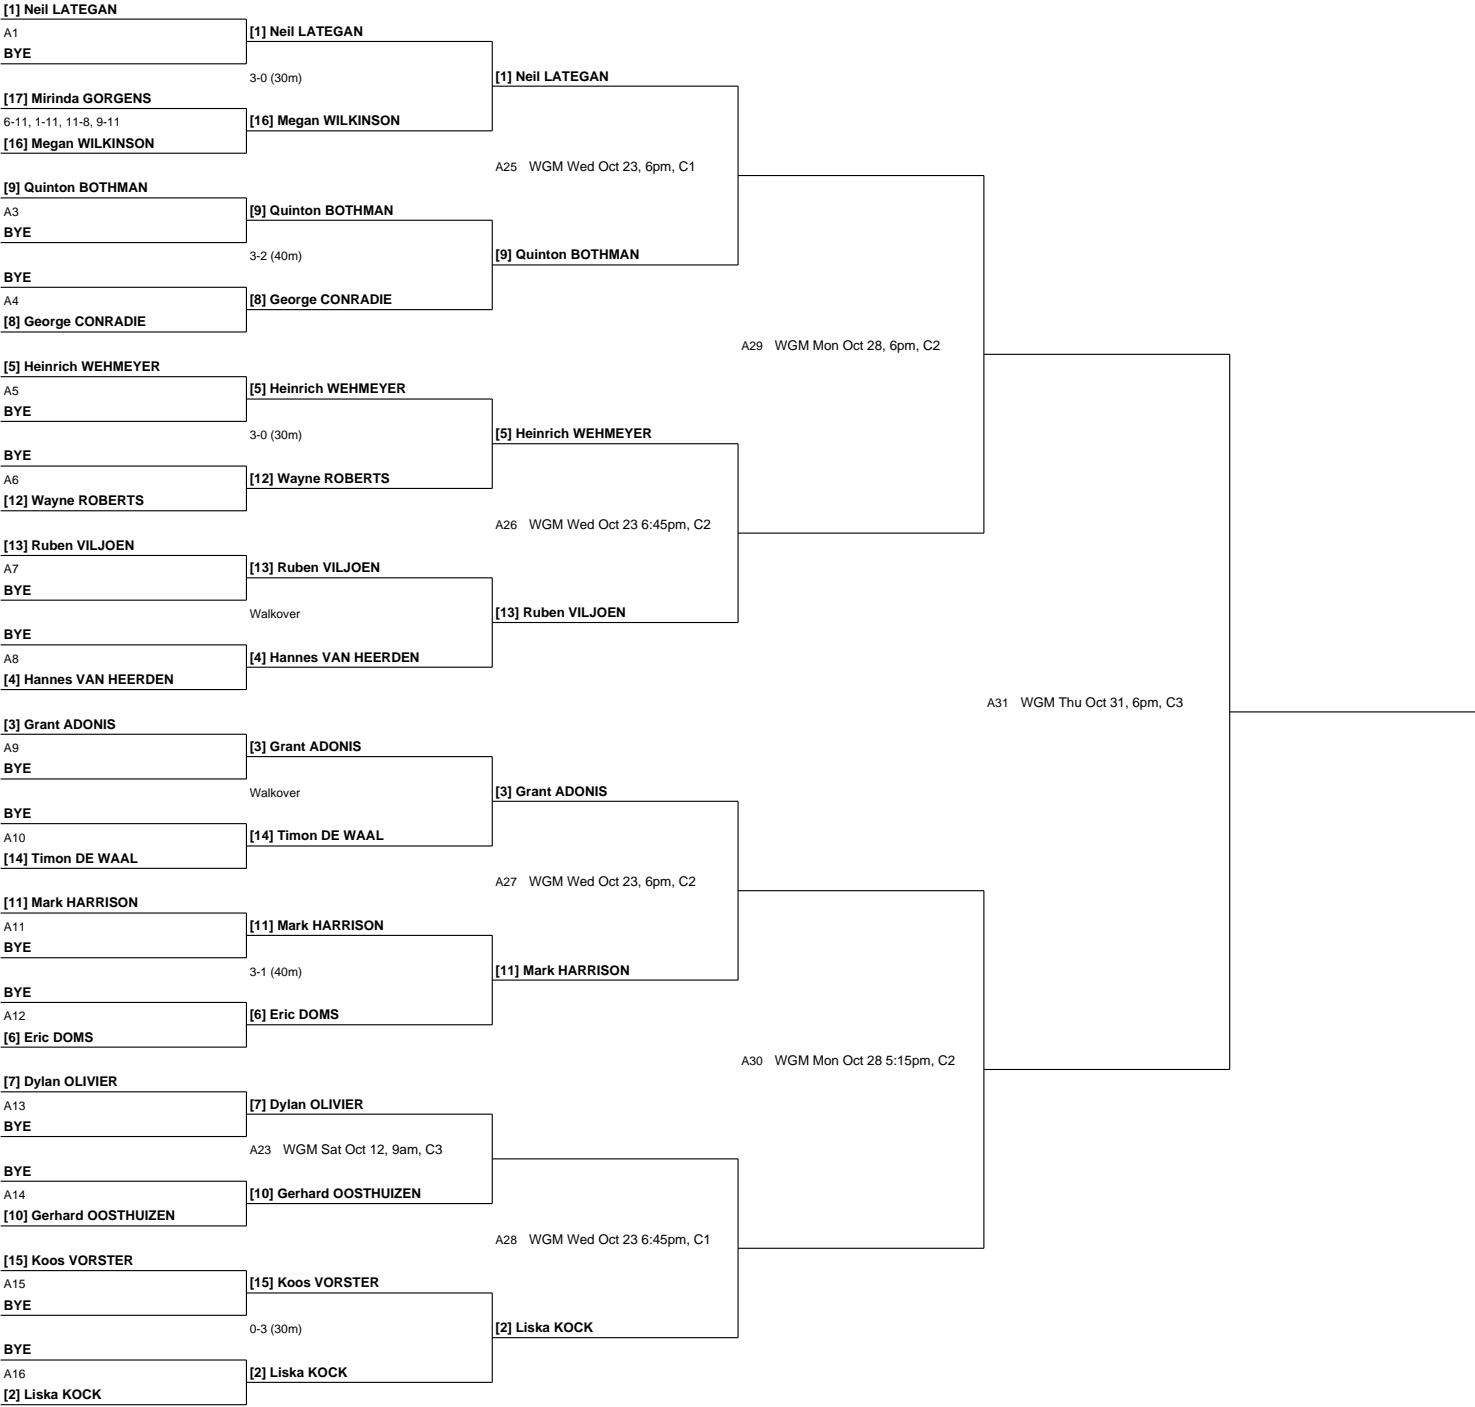 [1] Neil LATEGAN
A1
BYE
[1] Neil LATEGAN
3-0 (30m)
[1] Neil LATEGAN
[17] Mirinda GORGENS
6-11, 1-11, 11-8, 9-11
[16] Megan WILKINSON
[16] Megan WILKINSON
A25 WGM Wed Oct 23, 6pm, C1
[9] Quinton BOTHMAN
A3
BYE
[9] Quinton BOTHMAN
3-2 (40m)
[9] Quinton BOTHMAN
BYE
A4
[8] George CONRADIE
[8] George CONRADIE
A29 WGM Mon Oct 28, 6pm, C2
[5] Heinrich WEHMEYER
A5
BYE
[5] Heinrich WEHMEYER
3-0 (30m)
[5] Heinrich WEHMEYER
BYE
A6
[12] Wayne ROBERTS
[12] Wayne ROBERTS
A26 WGM Wed Oct 23 6:45pm, C2
[13] Ruben VILJOEN
A7
BYE
[13] Ruben VILJOEN
Walkover
[13] Ruben VILJOEN
BYE
A8
[4] Hannes VAN HEERDEN
[4] Hannes VAN HEERDEN
A31 WGM Thu Oct 31, 6pm, C3
[3] Grant ADONIS
A9
BYE
[3] Grant ADONIS
Walkover
[3] Grant ADONIS
BYE
A10
[14] Timon DE WAAL
[14] Timon DE WAAL
A27 WGM Wed Oct 23, 6pm, C2
[11] Mark HARRISON
A11
BYE
[11] Mark HARRISON
3-1 (40m)
[11] Mark HARRISON
BYE
A12
[6] Eric DOMS
[6] Eric DOMS
A30 WGM Mon Oct 28 5:15pm, C2
[7] Dylan OLIVIER
A13
BYE
[7] Dylan OLIVIER
A23 WGM Sat Oct 12, 9am, C3
BYE
A14
[10] Gerhard OOSTHUIZEN
[10] Gerhard OOSTHUIZEN
A28 WGM Wed Oct 23 6:45pm, C1
[15] Koos VORSTER
A15
BYE
[15] Koos VORSTER
0-3 (30m)
[2] Liska KOCK
BYE
A16
[2] Liska KOCK
[2] Liska KOCK